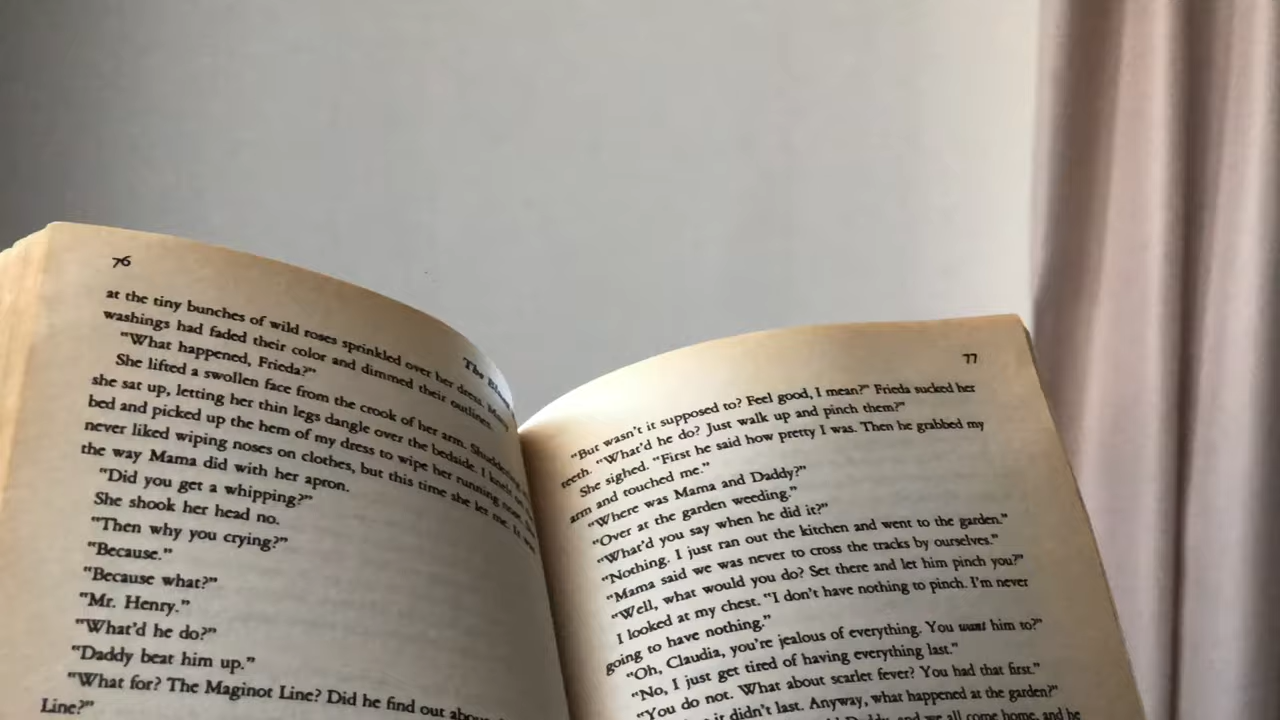 76
The
at the tiny bunches of wild roses sprinkled over her dress.
washings had faded their color and dimmed their outlines.
"What happened, Frieda?"
She lifted a swollen face from the crook of her arm.
she sat up, letting her thin legs dangle over the bedside. I
bed and picked up the hem of my dress to wipe her running
never liked wiping noses on clothes, but this time she let me. It
the way Mama did with her apron.
"Did you get a whipping?"
She shook her head no.
"Then why you crying?"
"Because."
"Because what?"
"Mr. Henry."
"What'd he do?"
"Daddy beat him up."
"What for? The Maginot Line? Did he find out about
Line?"
77
"But wasn't it supposed to? Feel good, I mean?" Frieda sucked her
teeth. "What'd he do? Just walk up and pinch them?"
She sighed. "First he said how pretty I was. Then he grabbed my
arm and touched me."
"Where was Mama and Daddy?"
"Over at the garden weeding."
"What'd you say when he did it?"
"Nothing. I just ran out the kitchen and went to the garden."
"Mama said we was never to cross the tracks by ourselves."
"Well, what would you do? Set there and let him pinch you?"
I looked at my chest. "I don't have nothing to pinch. I'm never
going to have nothing."
"Oh, Claudia, you're jealous of everything. You want him to?"
"No, I just get tired of having everything last."
"You do not. What about scarlet fever? You had that first."
it didn't last. Anyway, what happened at the garden?"
Daddy, and we all come home, and he